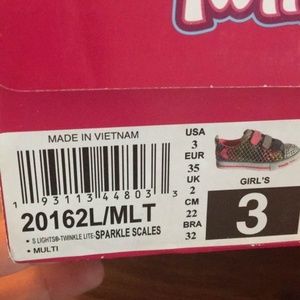 MADE IN VIETNAM
USA
3
EUR
35
UK
2
CM
22
BRA
32
GIRL'S
3
1 93113 44803 3
20162L/MLT
• S LIGHTS®-TWINKLE LITE-SPARKLE SCALES
• MULTI